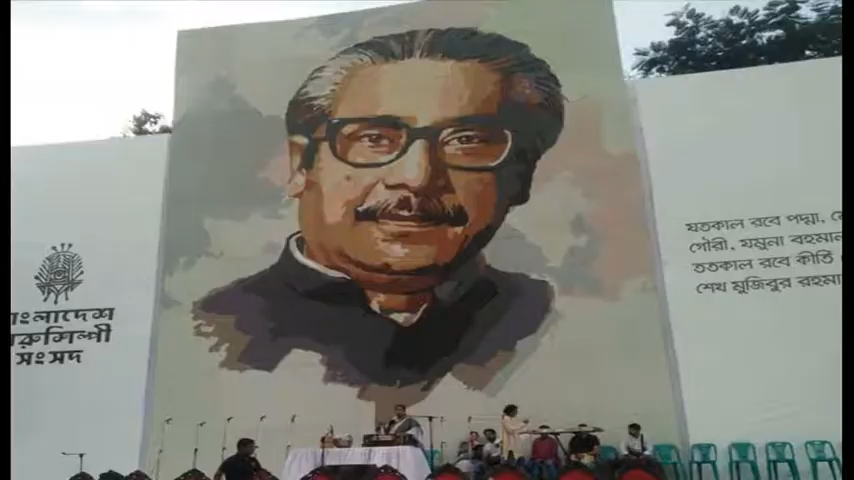 বাংলাদেশ
চারুশিল্পী
সংসদ
যতকাল রবে পদ্মা,
গৌরী, যমুনা বহমান
ততকাল রবে কীর্তি
শেখ মুজিবুর রহমান